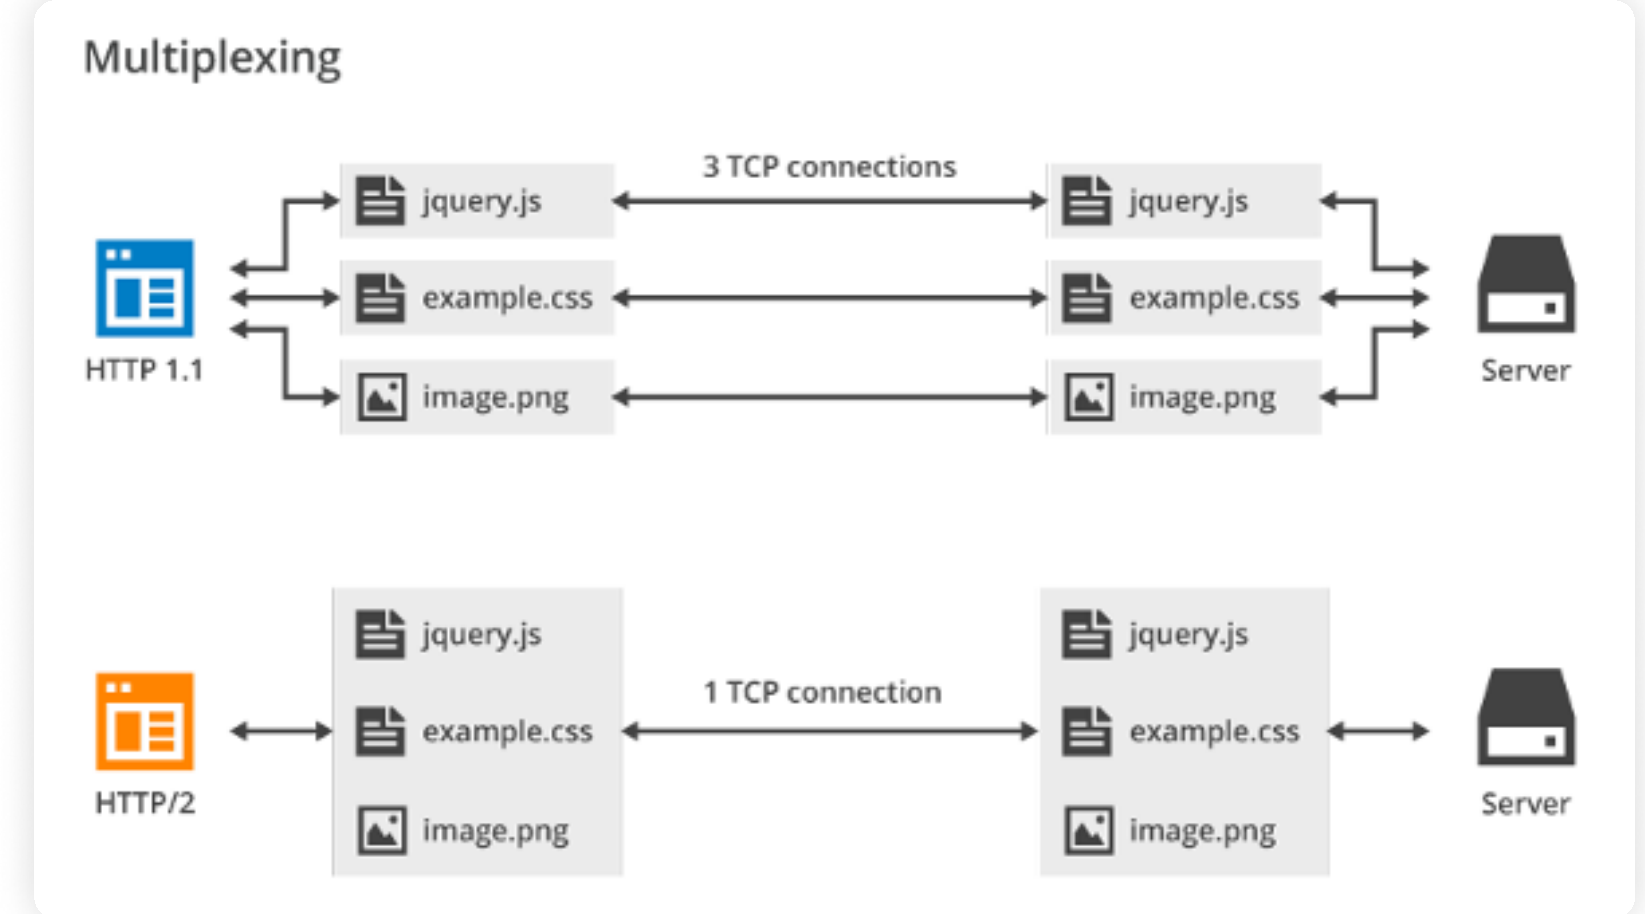 Multiplexing
3 TCP connections
jquery.js
jquery.js
example.css
example.css
HTTP 1.1
Server
image.png
image.png
jquery.js
jquery.js
1 TCP connection
example.css
example.css
HTTP/2
Server
image.png
image.png